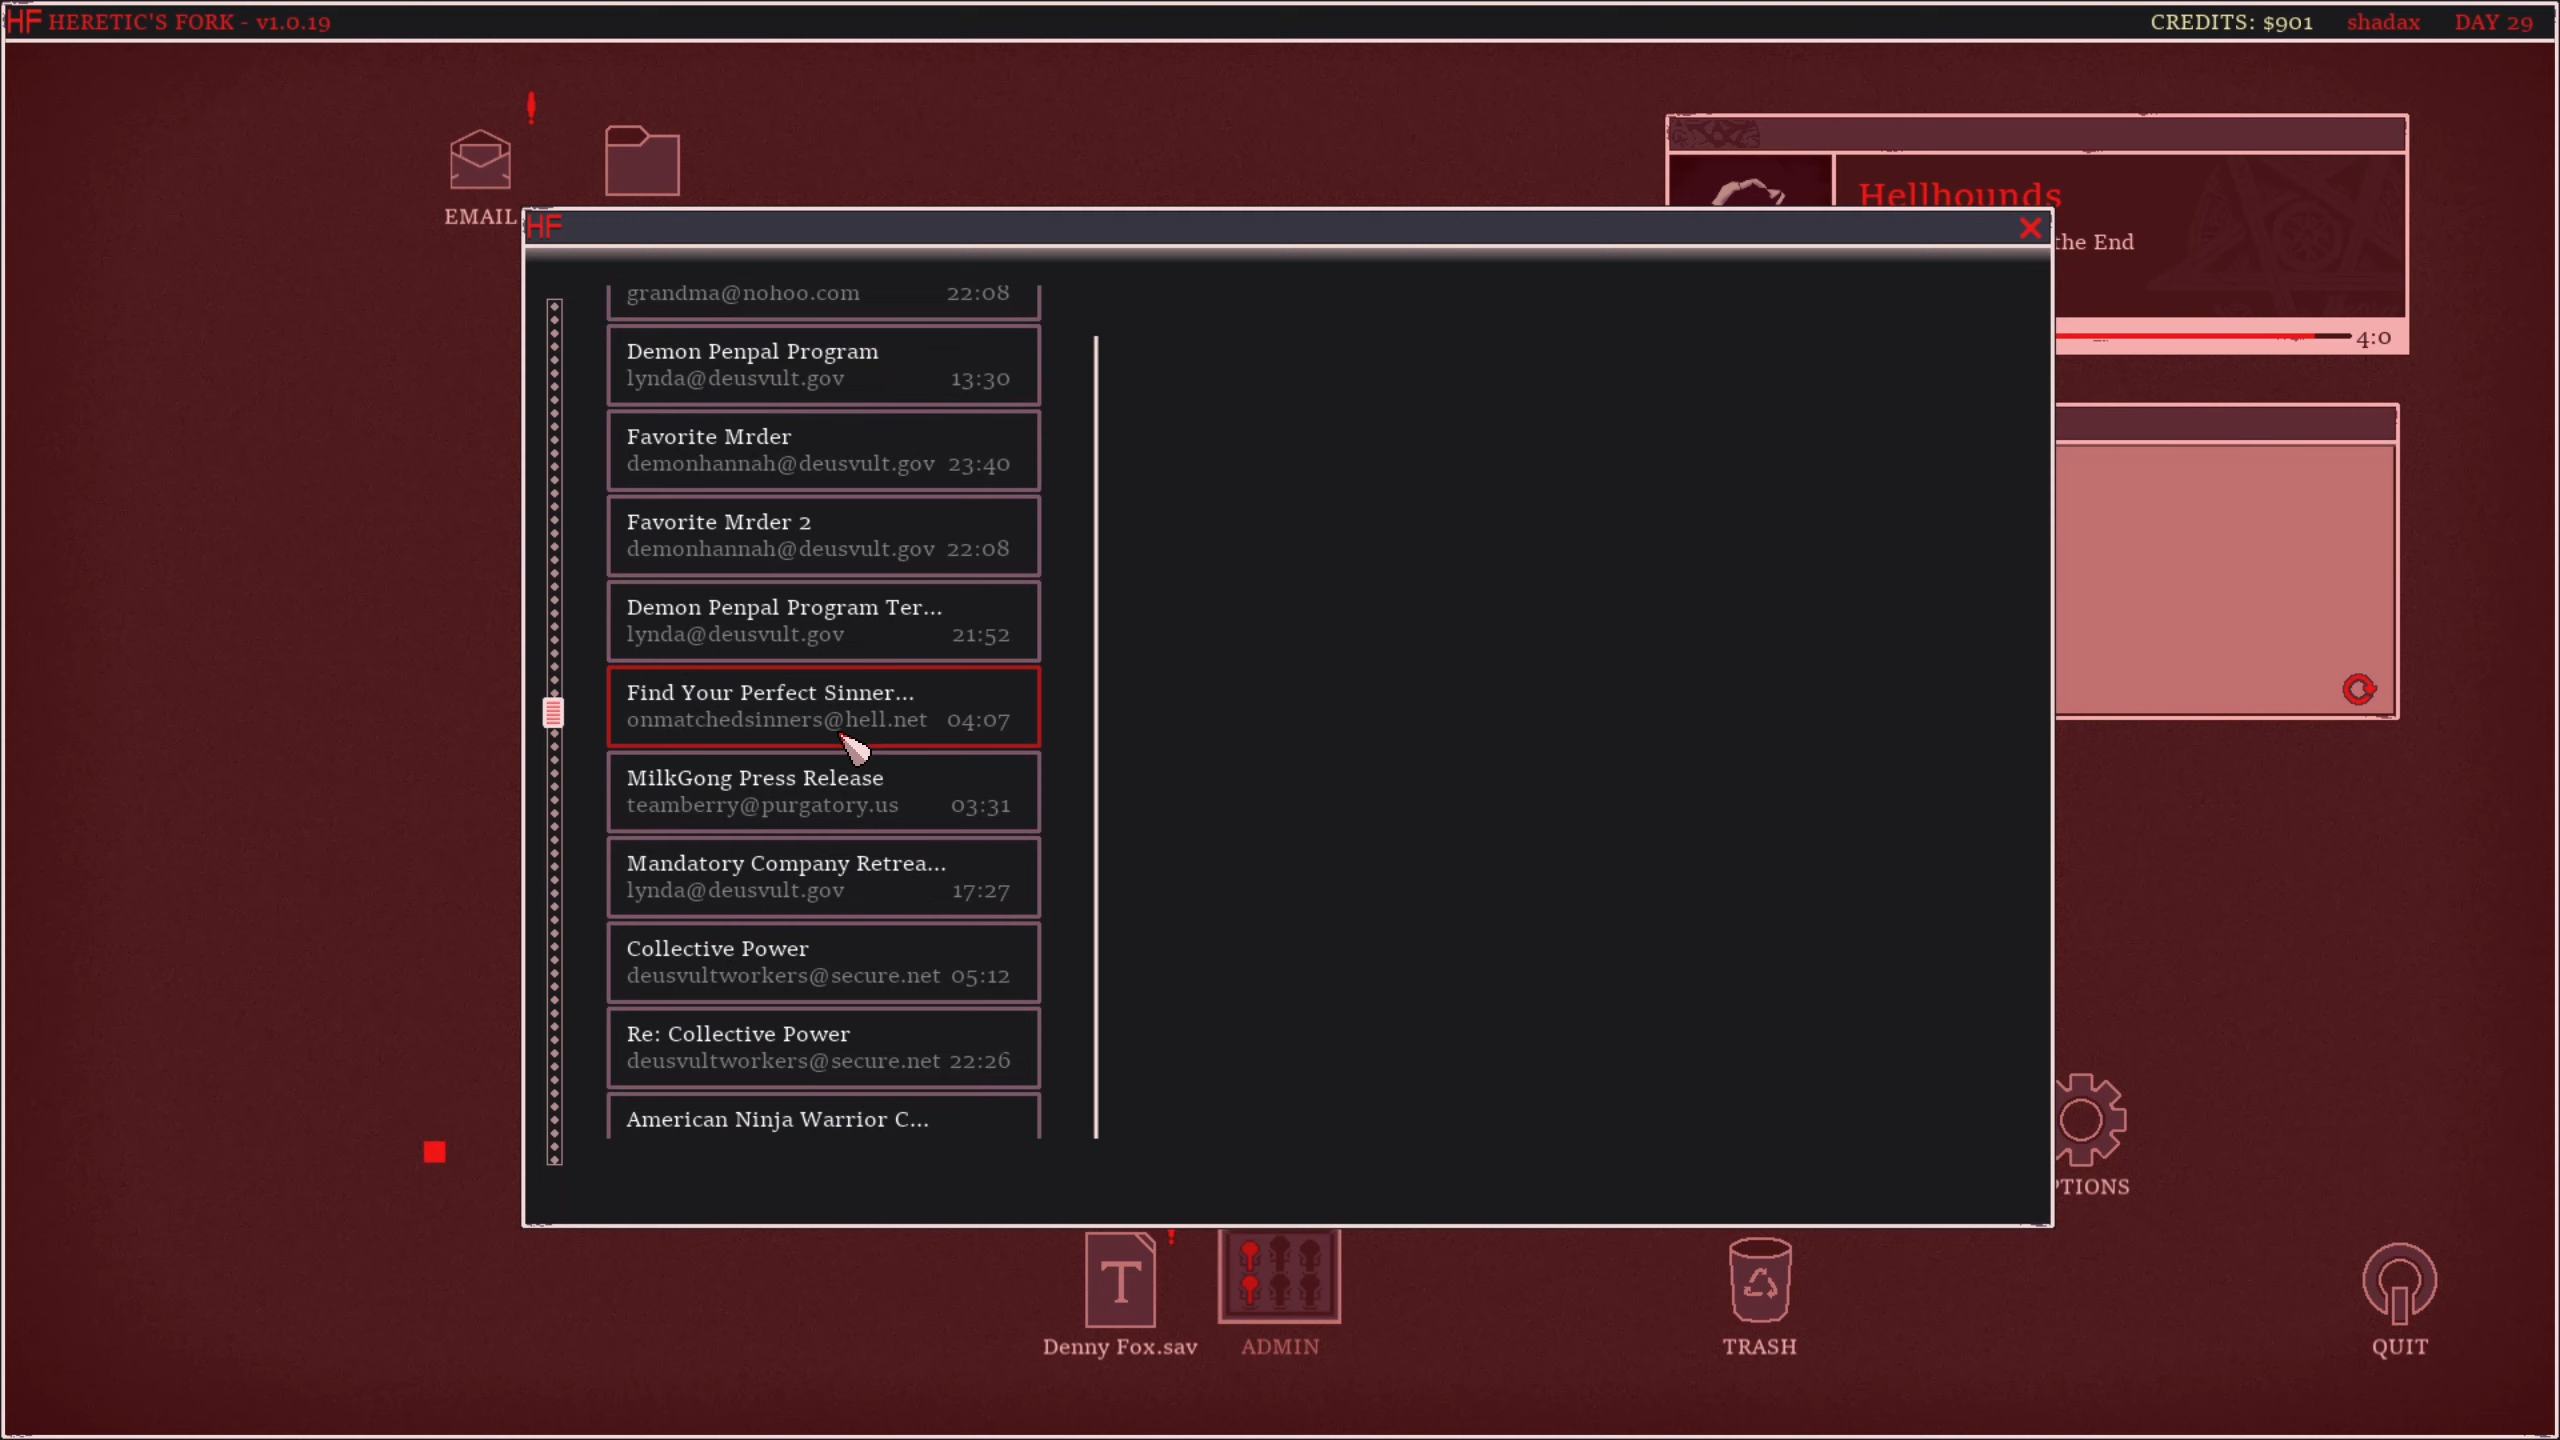 HF HERETIC'S FORK - v1.0.19
CREDITS: $901 shadax DAY 29
EMAIL
Hellhounds
the End
4:0
HF
grandma@nohoo.com 22:08
Demon Penpal Program
lynda@deusvult.gov 13:30
Favorite Mrder
demonhannah@deusvult.gov 23:40
Favorite Mrder 2
demonhannah@deusvult.gov 22:08
Demon Penpal Program Ter...
lynda@deusvult.gov 21:52
Find Your Perfect Sinner...
onmatchedsinners@hell.net 04:07
MilkGong Press Release
teamberry@purgatory.us 03:31
Mandatory Company Retrea...
lynda@deusvult.gov 17:27
Collective Power
deusvultworkers@secure.net 05:12
Re: Collective Power
deusvultworkers@secure.net 22:26
American Ninja Warrior C...
PTIONS
T
Denny Fox.sav
ADMIN
TRASH
QUIT